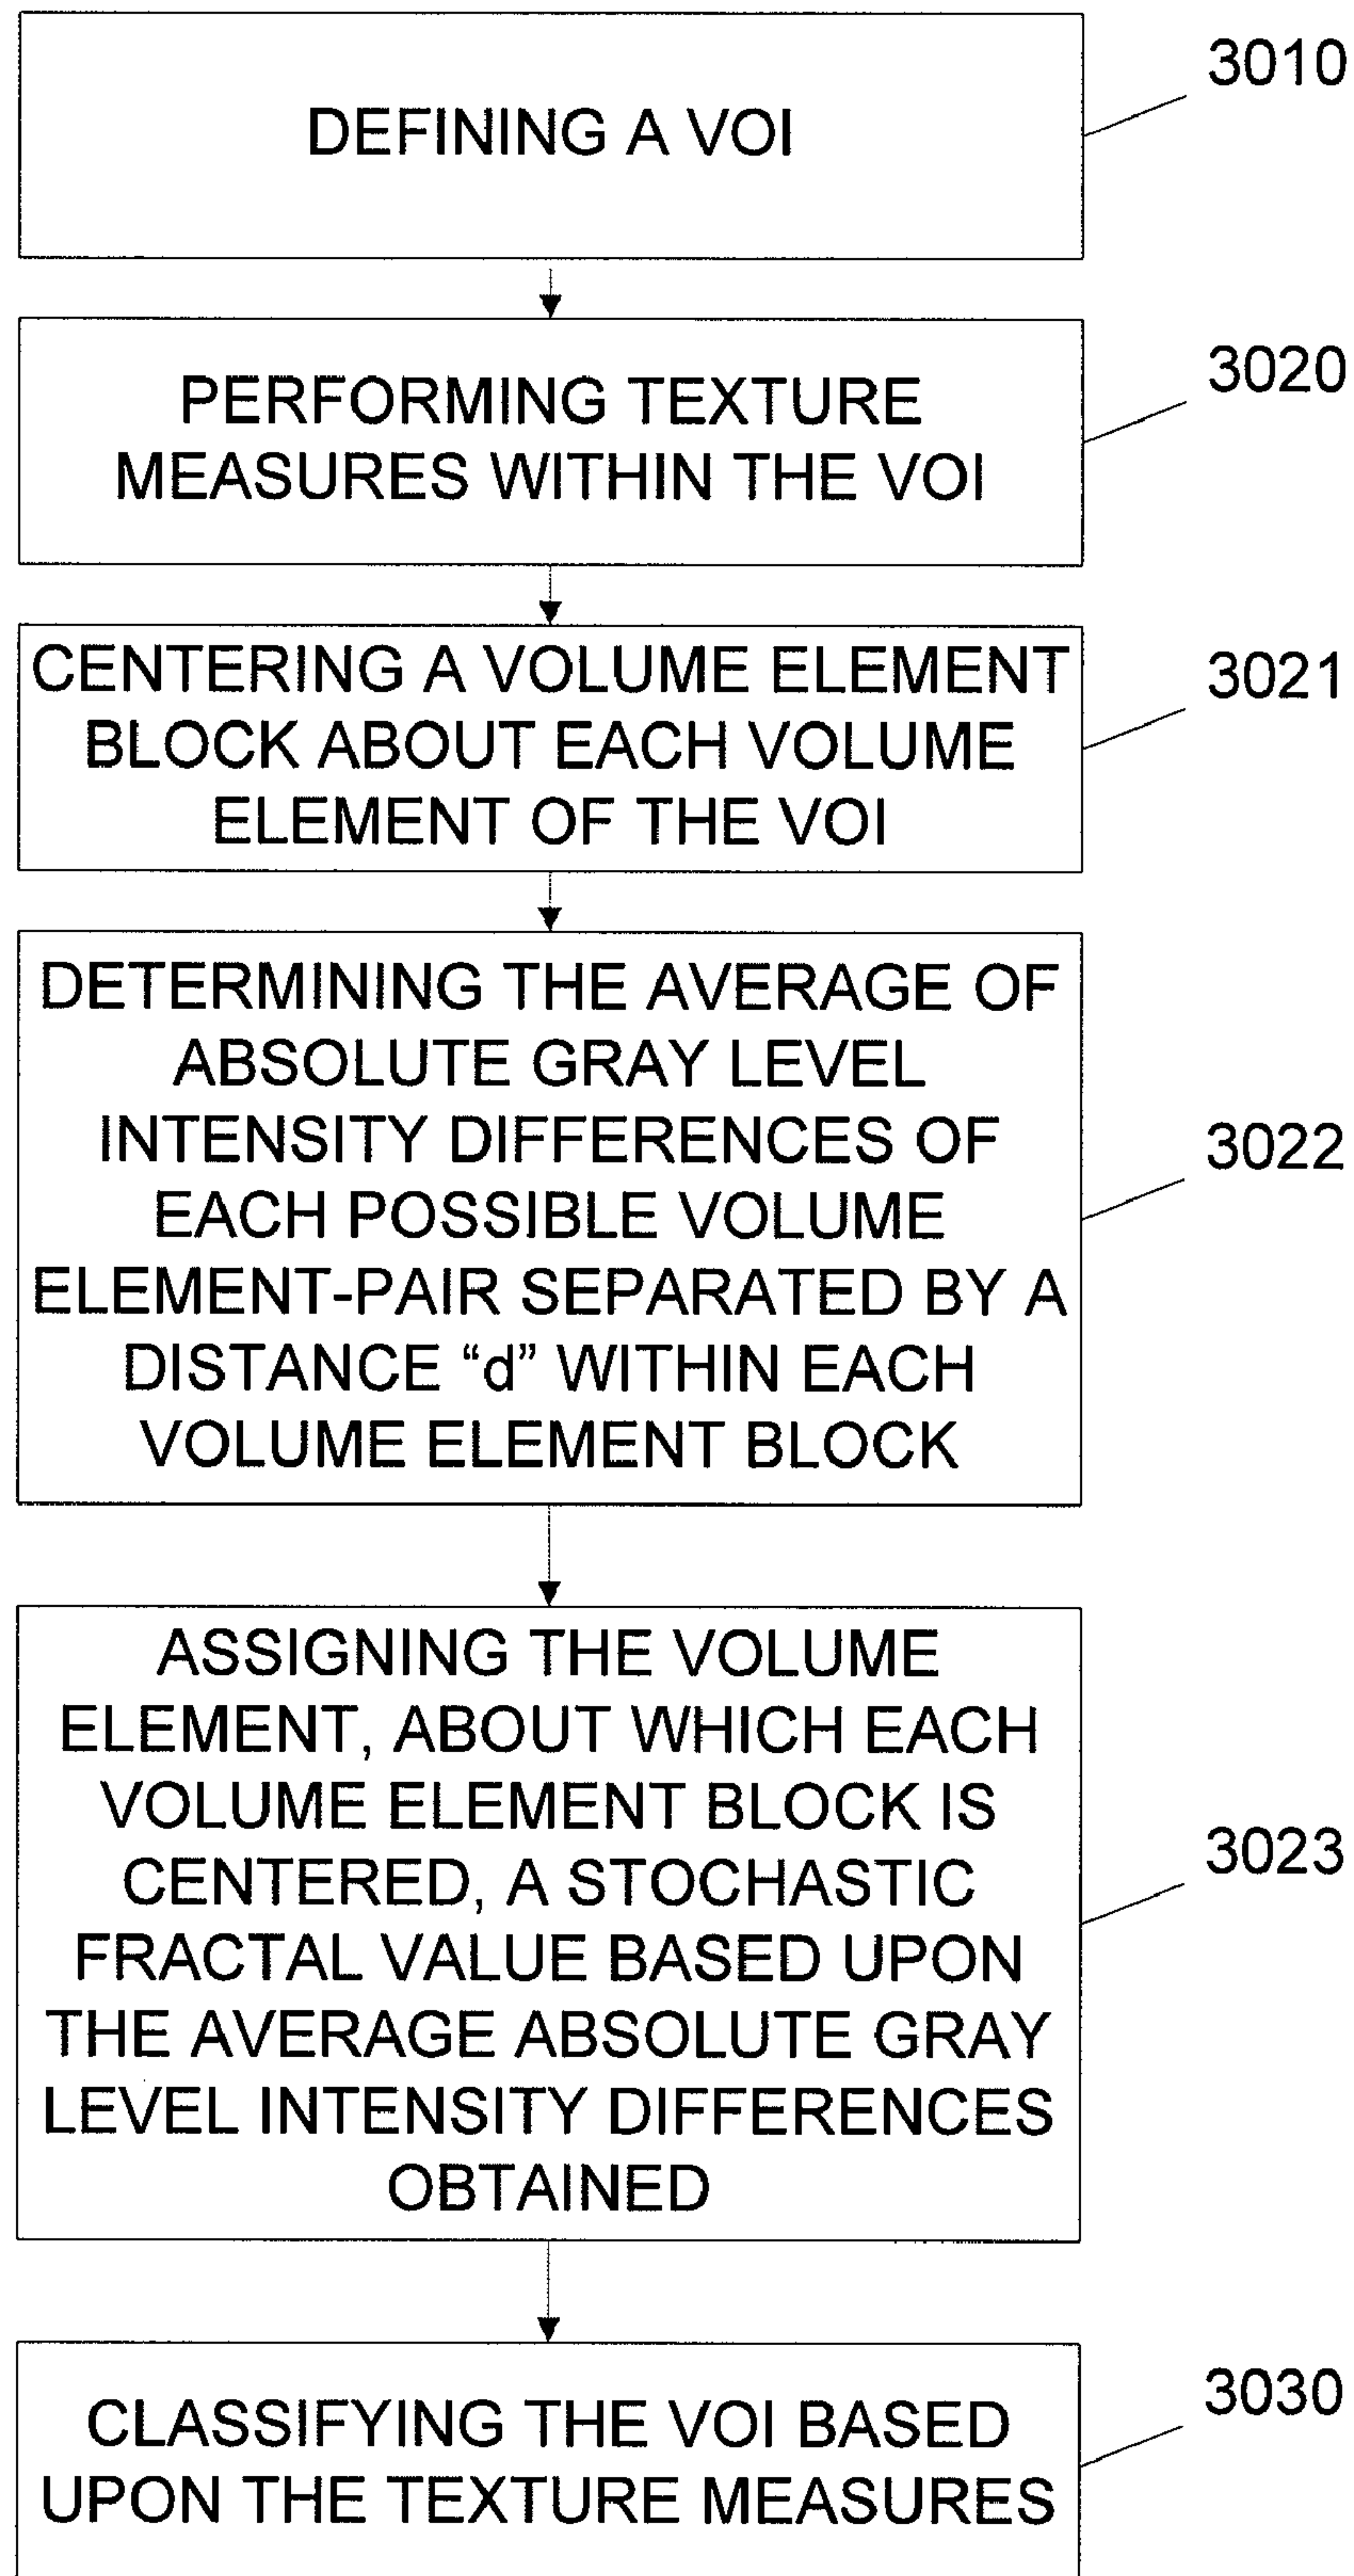 DEFINING A VOI
3010
PERFORMING TEXTURE
MEASURES WITHIN THE VOI
3020
CENTERING A VOLUME ELEMENT
BLOCK ABOUT EACH VOLUME
ELEMENT OF THE VOI
3021
DETERMINING THE AVERAGE OF
ABSOLUTE GRAY LEVEL
INTENSITY DIFFERENCES OF
EACH POSSIBLE VOLUME
ELEMENT-PAIR SEPARATED BY A
DISTANCE “d” WITHIN EACH
VOLUME ELEMENT BLOCK
3022
ASSIGNING THE VOLUME
ELEMENT, ABOUT WHICH EACH
VOLUME ELEMENT BLOCK IS
CENTERED, A STOCHASTIC
FRACTAL VALUE BASED UPON
THE AVERAGE ABSOLUTE GRAY
LEVEL INTENSITY DIFFERENCES
OBTAINED
3023
CLASSIFYING THE VOI BASED
UPON THE TEXTURE MEASURES
3030